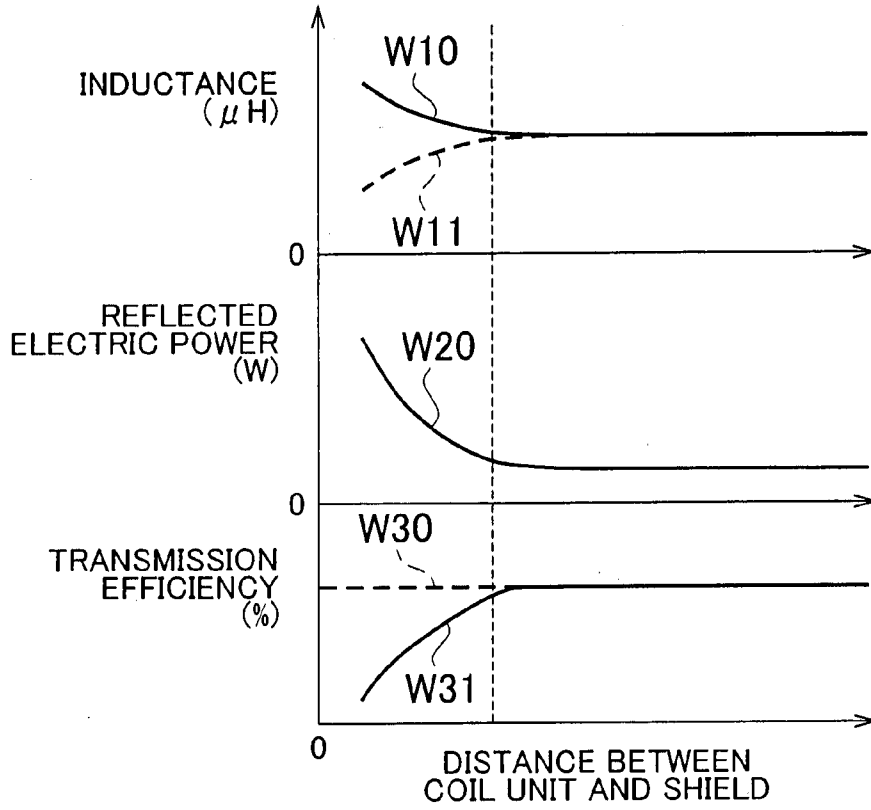 INDUCTANCE
(μH)
W10
W11
0
REFLECTED
ELECTRIC POWER
(W)
W20
0
TRANSMISSION
EFFICIENCY
(%)
W30
W31
0
DISTANCE BETWEEN
COIL UNIT AND SHIELD